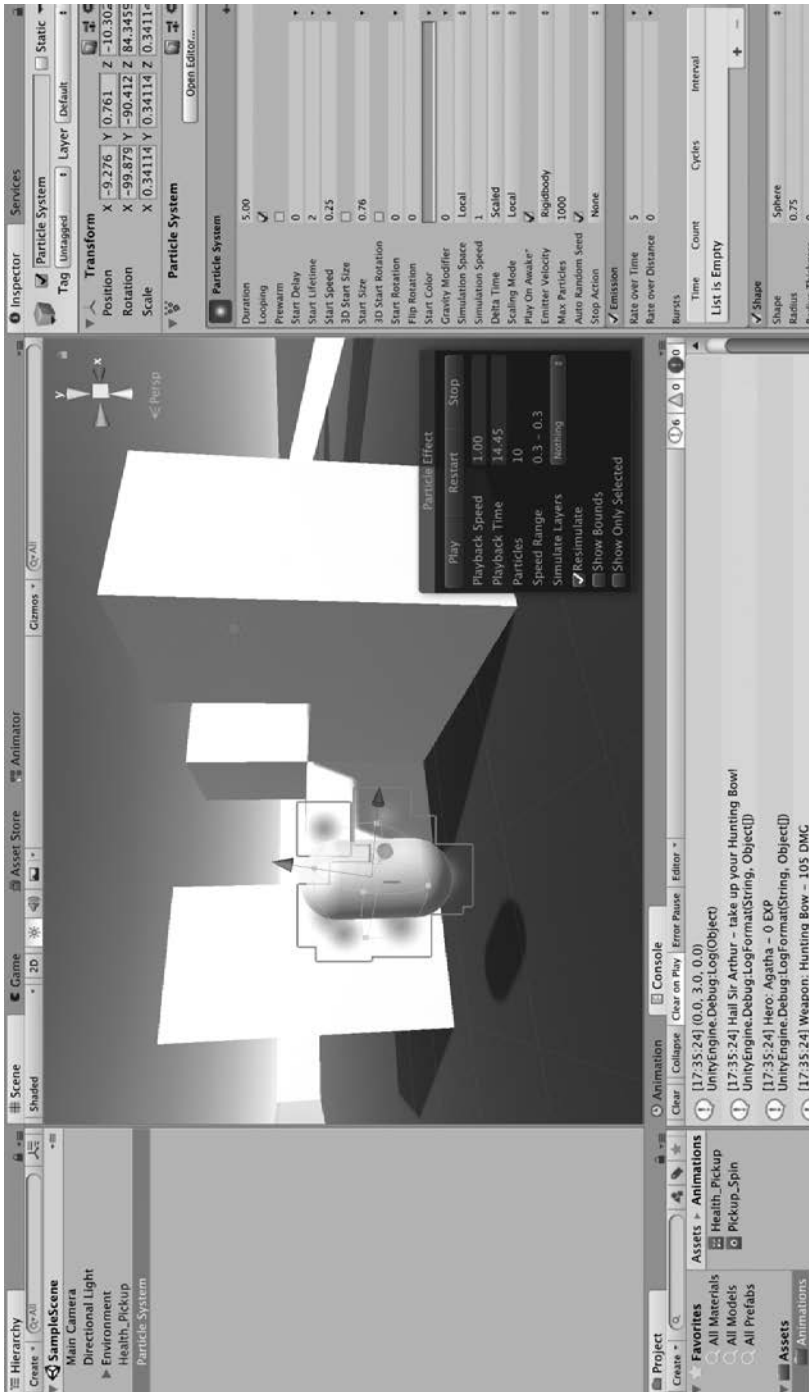 Hierarchy
Create
All
SampleScene
Main Camera
Directional Light
Environment
Health_Pickup
Particle System
Scene
Game
Asset Store
Animator
Shaded
2D
Gizmos
All
y
x
Persp
Particle Effect
Play Restart Stop
Playback Speed 1.00
Playback Time 14.45
Particles 10
Speed Range 0.3 – 0.3
Simulate Layers Nothing
Resimulate
Show Bounds
Show Only Selected
Inspector
Services
Particle System
Static
Tag Untagged Layer Default
Transform
Position X -9.276 Y 0.761 Z -10.302
Rotation X -99.879 Y -90.412 Z 84.3459
Scale X 0.34114 Y 0.34114 Z 0.34114
Particle System
Open Editor...
Particle System
Duration 5.00
Looping
Prewarm
Start Delay 0
Start Lifetime 2
Start Speed 0.25
3D Start Size
Start Size 0.76
3D Start Rotation
Start Rotation 0
Flip Rotation 0
Start Color
Gravity Modifier 0
Simulation Space Local
Simulation Speed 1
Delta Time Scaled
Scaling Mode Local
Play On Awake*
Emitter Velocity Rigidbody
Max Particles 1000
Auto Random Seed
Stop Action None
Emission
Rate over Time 5
Rate over Distance 0
Bursts
Time Count Cycles Interval
List is Empty
Shape
Shape Sphere
Radius 0.75
Project
Create
Favorites
All Materials
All Models
All Prefabs
Assets
Animations
Assets Animations
Health_Pickup
Pickup_Spin
Animation
Console
Clear Collapse Clear on Play Error Pause Editor
6 0 0
[17:35:24] (0.0, 3.0, 0.0)
UnityEngine.Debug:Log(Object)
[17:35:24] Hail Sir Arthur – take up your Hunting Bow!
UnityEngine.Debug:LogFormat(String, Object[])
[17:35:24] Hero: Agatha – 0 EXP
UnityEngine.Debug:LogFormat(String, Object[])
[17:35:24] Weapon: Hunting Bow – 105 DMG